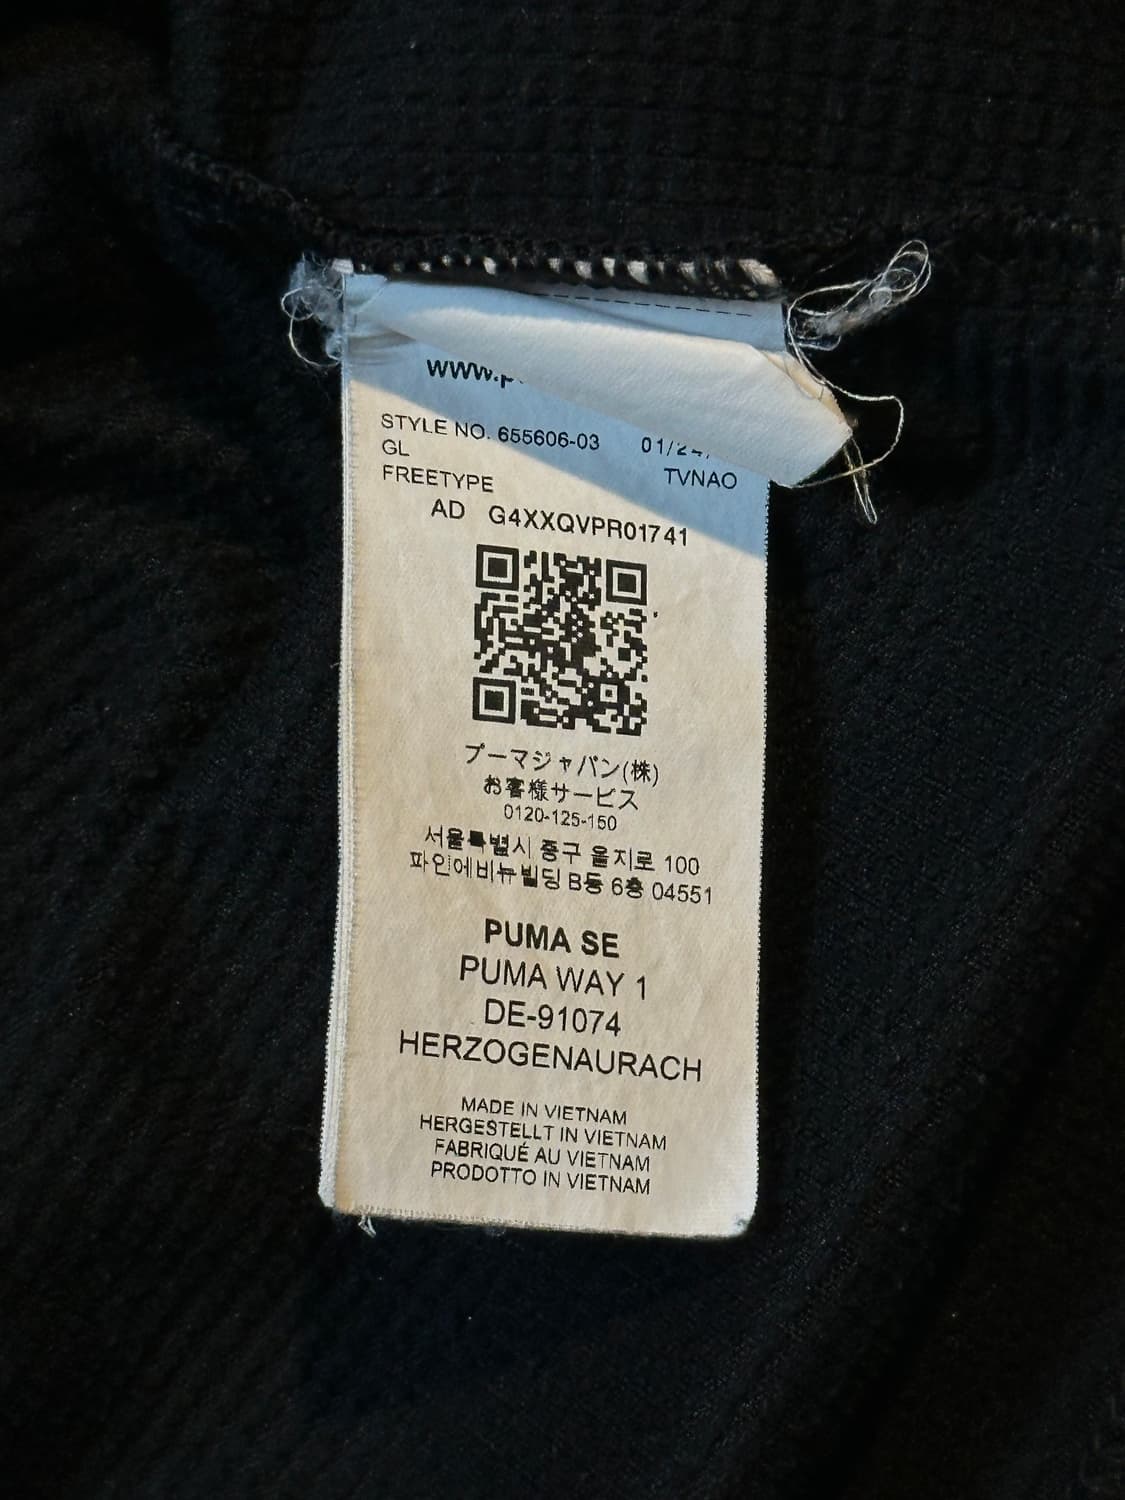 STYLE NO. 655606-03
GL TVNAO
FREETYPE
AD G4XXQVPR01741
プーマジャパン(株)
お客様サービス
0120-125-150
서울특별시 중구 을지로 100
파인에비뉴빌딩 B동 6층 04551
PUMA SE
PUMA WAY 1
DE-91074
HERZOGENAURACH
MADE IN VIETNAM
HERGESTELLT IN VIETNAM
FABRIQUÉ AU VIETNAM
PRODOTTO IN VIETNAM